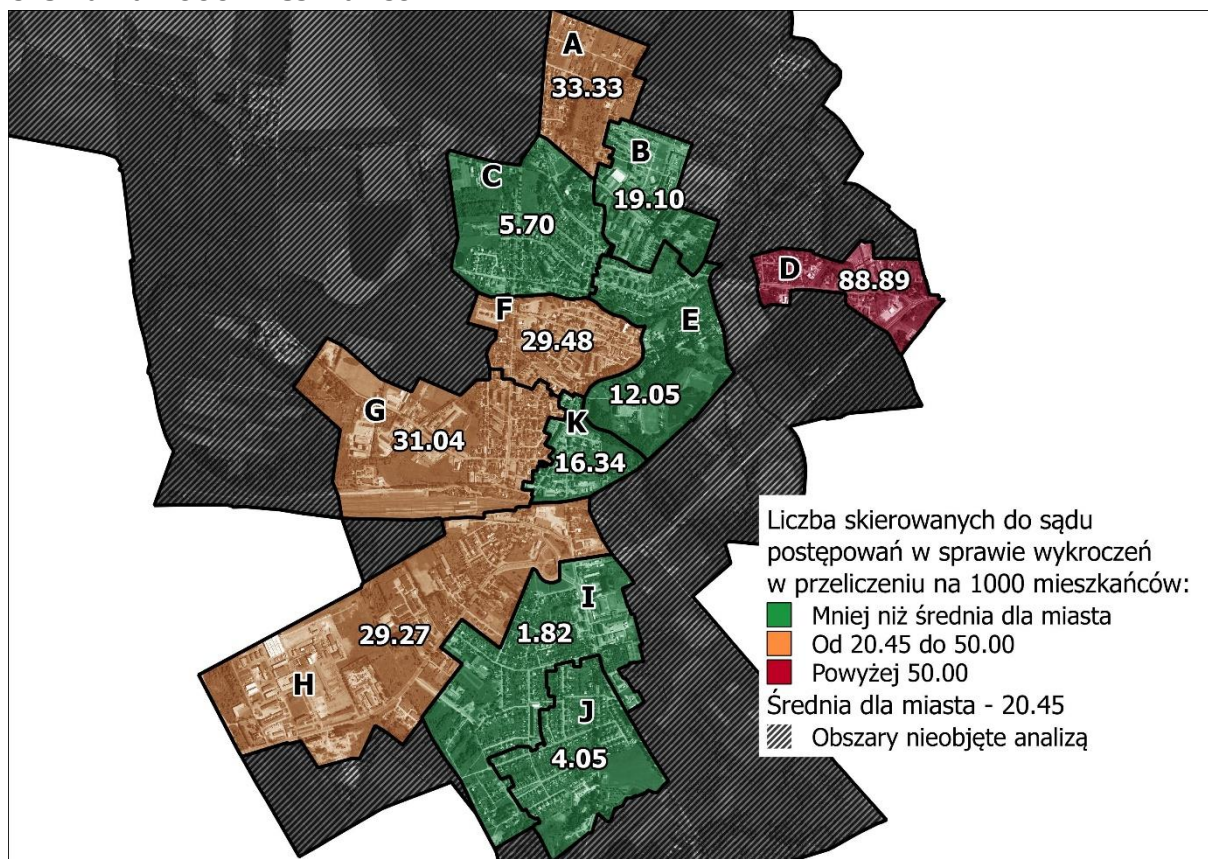 A
33.33
B
19.10
C
5.70
D
88.89
E
12.05
F
29.48
G
31.04
K
16.34
H
29.27
I
1.82
J
4.05
Liczba skierowanych do sądu
postępowań w sprawie wykroczeń
w przeliczeniu na 1000 mieszkańców:
Mniej niż średnia dla miasta
Od 20.45 do 50.00
Powyżej 50.00
Średnia dla miasta - 20.45
Obszary nieobjęte analizą